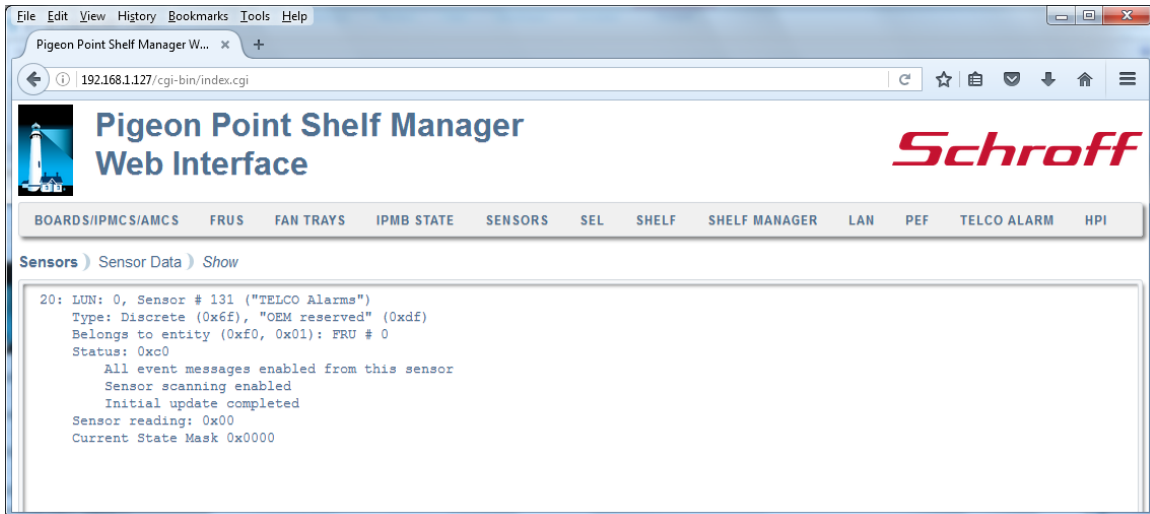 File Edit View History Bookmarks Tools Help
Pigeon Point Shelf Manager W... × +
192.168.1.127/cgi-bin/index.cgi
Pigeon Point Shelf Manager
Web Interface
Schroff
BOARDS/IPMCS/AMCS FRUS FAN TRAYS IPMB STATE SENSORS SEL SHELF SHELF MANAGER LAN PEF TELCO ALARM HPI
Sensors ) Sensor Data ) Show
20: LUN: 0, Sensor # 131 ("TELCO Alarms")
Type: Discrete (0x6f), "OEM reserved" (0xdf)
Belongs to entity (0xf0, 0x01): FRU # 0
Status: 0xc0
All event messages enabled from this sensor
Sensor scanning enabled
Initial update completed
Sensor reading: 0x00
Current State Mask 0x0000